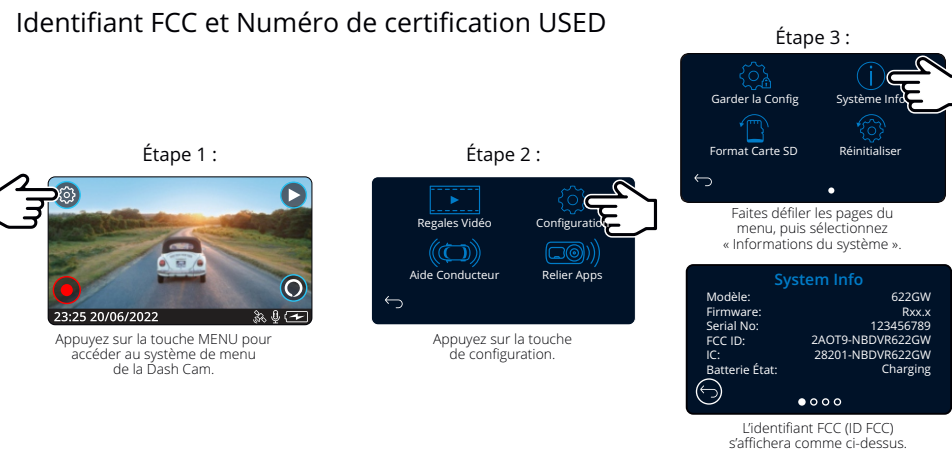 Identifiant FCC et Numéro de certification USED
Étape 1 :
23:25 20/06/2022
Appuyez sur la touche MENU pour
accéder au système de menu
de la Dash Cam.
Étape 2 :
Regales Vidéo
Configuration
Aide Conducteur
Relier Apps
Appuyez sur la touche
de configuration.
Étape 3 :
Garder la Config
Système Info
Format Carte SD
Réinitialiser
Faites défiler les pages du
menu, puis sélectionnez
« Informations du système ».
System Info
Modèle: 622GW
Firmware: Rxx.x
Serial No: 123456789
FCC ID: 2AOT9-NBDVR622GW
IC: 28201-NBDVR622GW
Batterie État: Charging
L’identifiant FCC (ID FCC)
s’affichera comme ci-dessus.